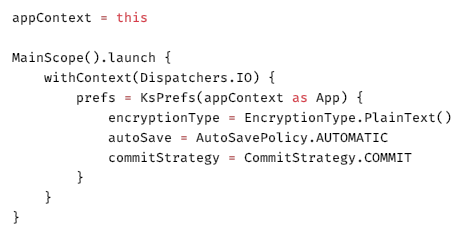 appContext = this

MainScope().launch {
    withContext(Dispatchers.IO) {
        prefs = KsPrefs(appContext as App) {
            encryptionType = EncryptionType.PlainText()
            autoSave = AutoSavePolicy.AUTOMATIC
            commitStrategy = CommitStrategy.COMMIT
        }
    }
}